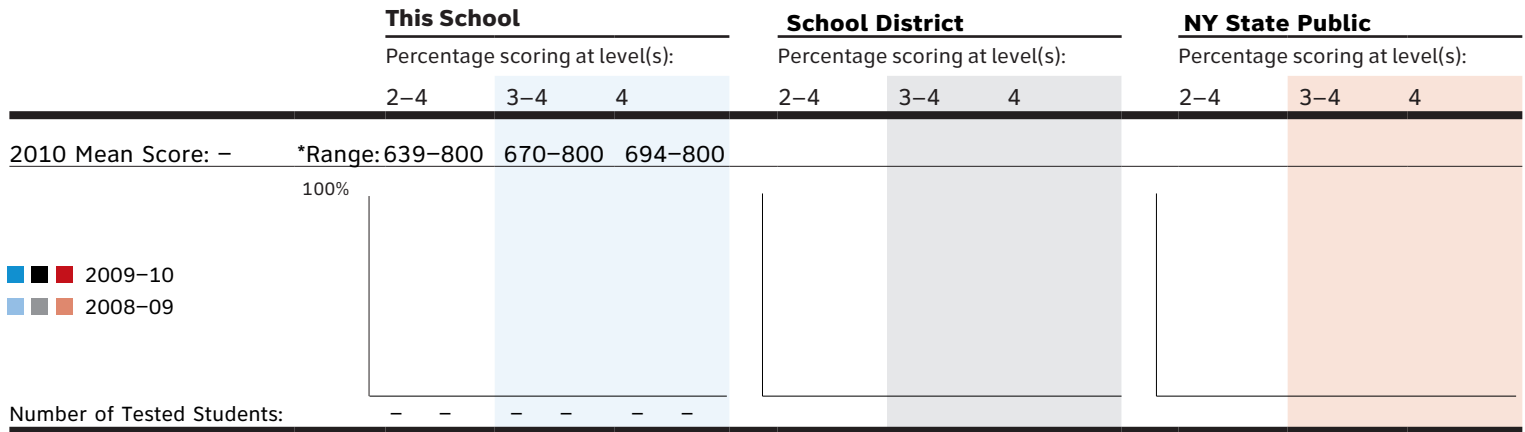 This School School District NY State Public
Percentage scoring at level(s): Percentage scoring at level(s): Percentage scoring at level(s):
2–4 3–4 4 2–4 3–4 4 2–4 3–4 4
2010 Mean Score: – *Range: 639–800 670–800 694–800
100%
2009–10
2008–09
Number of Tested Students: – – – – – –